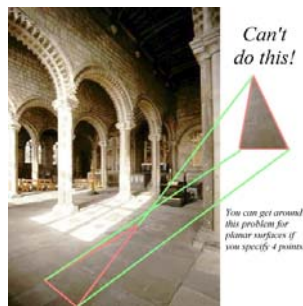 Can't
do this!
You can get around
this problem for
planar surfaces if
you specify 4 points